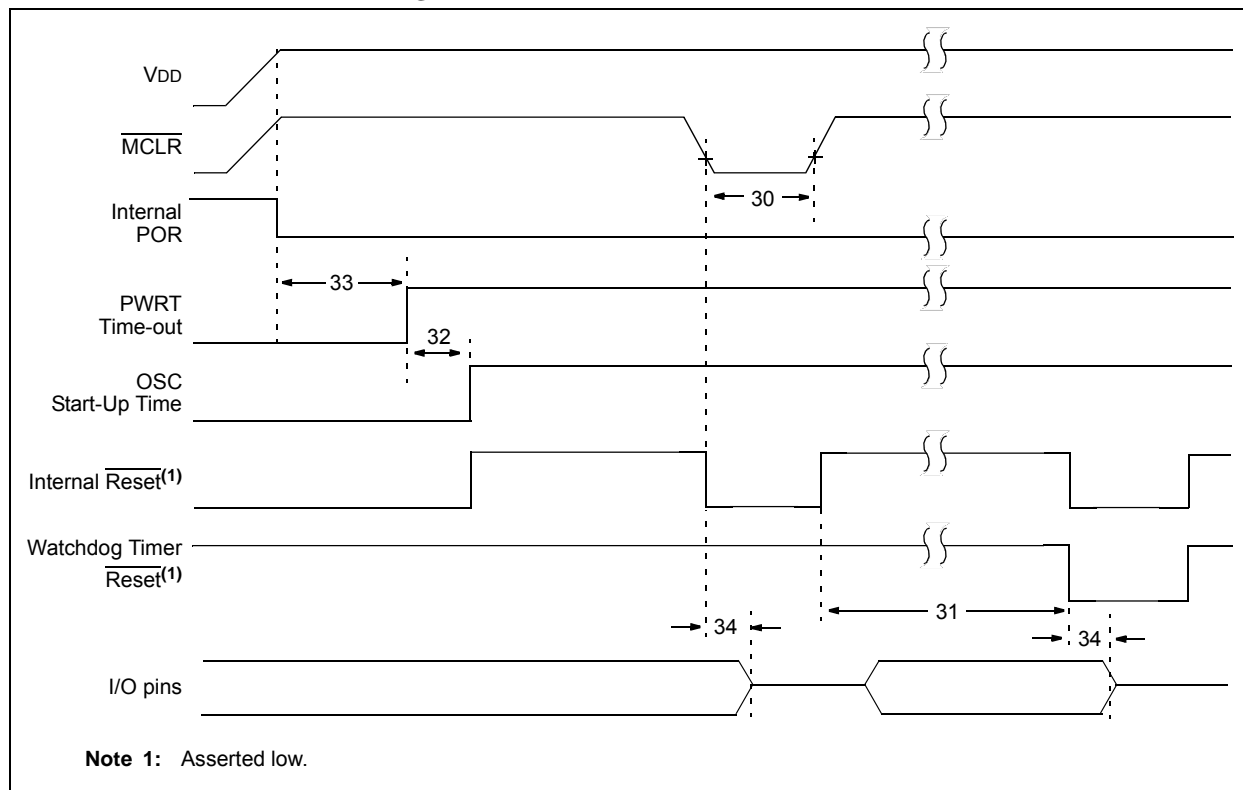 VDD
MCLR
30
Internal
POR
33
PWRT
Time-out
32
OSC
Start-Up Time
Internal Reset(1)
Watchdog Timer
Reset(1)
31
34
34
I/O pins
Note 1: Asserted low.